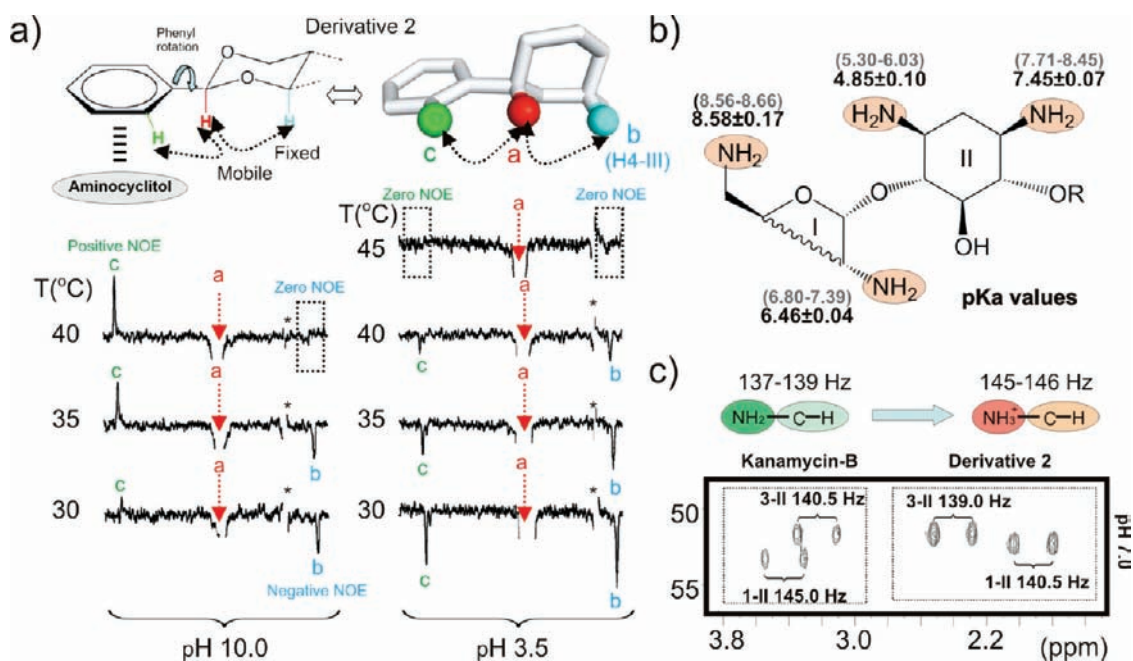 a)
Derivative 2
Phenyl
rotation
O
O
H
H
H
Mobile
Fixed
Aminocyclitol
c
a
b
(H4-III)
Zero NOE
a
Zero NOE
T(°C)
45
Positive NOE
c
a
Zero NOE
T(°C)
40
*
a
40
*
c
b
c
a
35
*
b
a
35
*
c
b
c
a
30
*
b
Negative NOE
a
30
*
c
b
pH 10.0
pH 3.5
b)
(5.30-6.03)
4.85±0.10
(7.71-8.45)
7.45±0.07
(8.56-8.66)
8.58±0.17
H2N
NH2
NH2
II
O
O
OR
I
OH
NH2
(6.80-7.39)
6.46±0.04
pKa values
c)
137-139 Hz
145-146 Hz
NH2—C—H
NH3+—C—H
Kanamycin-B
Derivative 2
3-II 140.5 Hz
3-II 139.0 Hz
50
55
1-II 145.0 Hz
1-II 140.5 Hz
pH 7.0
3.8 3.0 2.2 (ppm)